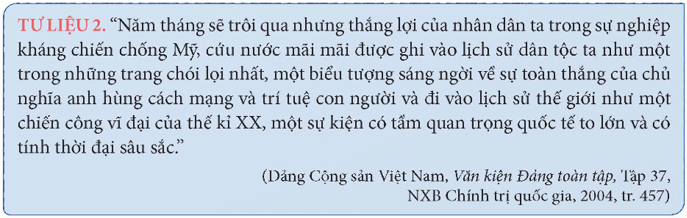 TƯ LIỆU 2. “Năm tháng sẽ trôi qua nhưng thắng lợi của nhân dân ta trong sự nghiệp
kháng chiến chống Mỹ, cứu nước mãi mãi được ghi vào lịch sử dân tộc ta như một
trong những trang chói lọi nhất, một biểu tượng sáng ngời về sự toàn thắng của chủ
nghĩa anh hùng cách mạng và trí tuệ con người và đi vào lịch sử thế giới như một
chiến công vĩ đại của thế kỉ XX, một sự kiện có tầm quan trọng quốc tế to lớn và có
tính thời đại sâu sắc.”
(Đảng Cộng sản Việt Nam, Văn kiện Đảng toàn tập, Tập 37,
NXB Chính trị quốc gia, 2004, tr. 457)